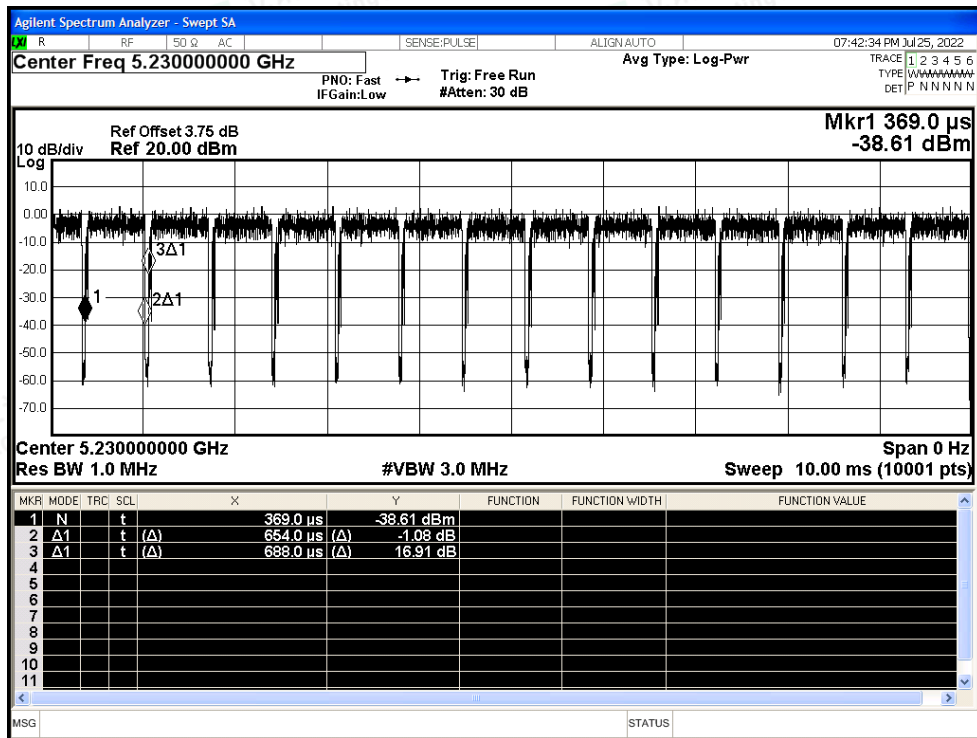 Agilent Spectrum Analyzer - Swept SA
LXI R RF 50 Ω AC SENSE:PULSE ALIGN AUTO 07:42:34 PM Jul 25, 2022
Center Freq 5.230000000 GHz Avg Type: Log-Pwr TRACE 1 2 3 4 5 6
PNO: Fast Trig: Free Run TYPE WWWWWW
IFGain:Low #Atten: 30 dB DET P N N N N N
Mkr1 369.0 µs
Ref Offset 3.75 dB
10 dB/div Ref 20.00 dBm -38.61 dBm
Log
10.0
0.00
-10.0
3Δ1
-20.0
-30.0
1
2Δ1
-40.0
-50.0
-60.0
-70.0
Center 5.230000000 GHz Span 0 Hz
Res BW 1.0 MHz #VBW 3.0 MHz Sweep 10.00 ms (10001 pts)
MKR MODE TRC SCL X Y FUNCTION FUNCTION WIDTH FUNCTION VALUE
1 N t 369.0 µs -38.61 dBm
2 Δ1 t (Δ) 654.0 µs (Δ) -1.08 dB
3 Δ1 t (Δ) 688.0 µs (Δ) 16.91 dB
4
5
6
7
8
9
10
11
MSG STATUS